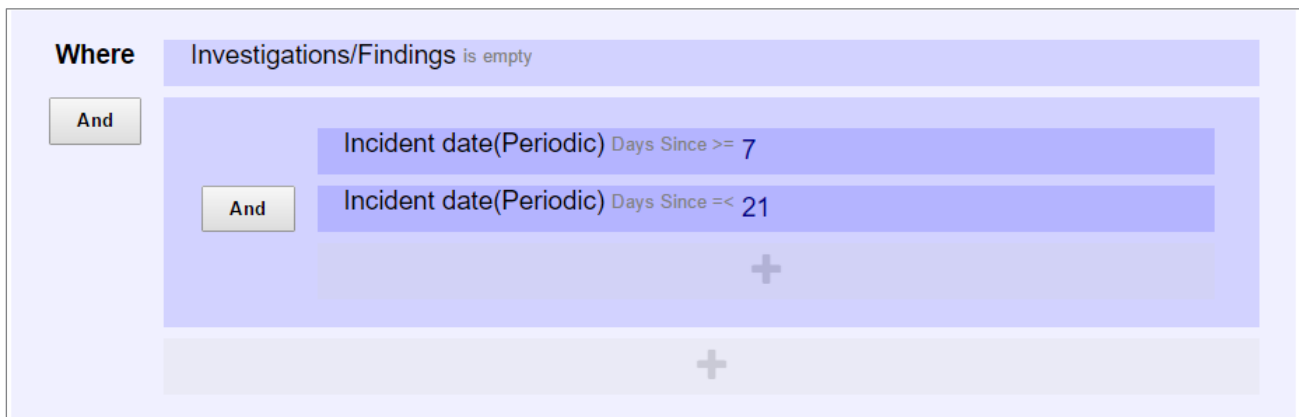 Where Investigations/Findings is empty
And
Incident date(Periodic) Days Since >= 7
And
Incident date(Periodic) Days Since =< 21